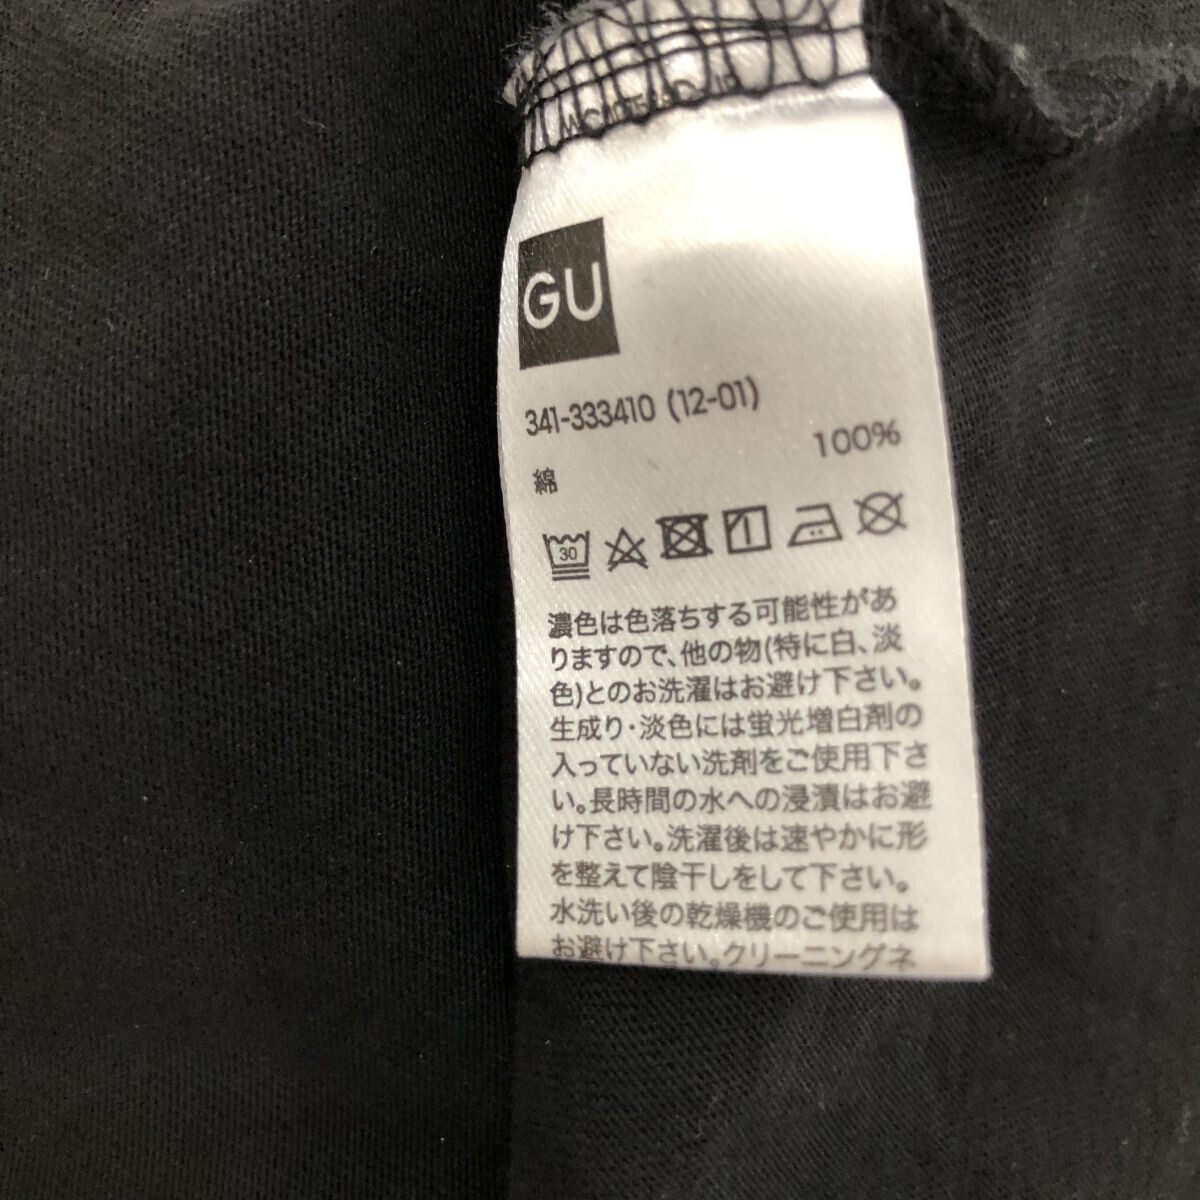 GU
341-333410 (12-01)
綿 100%
30
濃色は色落ちする可能性があ
りますので、他の物(特に白、淡
色)とのお洗濯はお避け下さい。
生成り・淡色には蛍光増白剤の
入っていない洗剤をご使用下さ
い。長時間の水への浸漬はお避
け下さい。洗濯後は速やかに形
を整えて陰干しをして下さい。
水洗い後の乾燥機のご使用は
お避け下さい。クリーニングネ